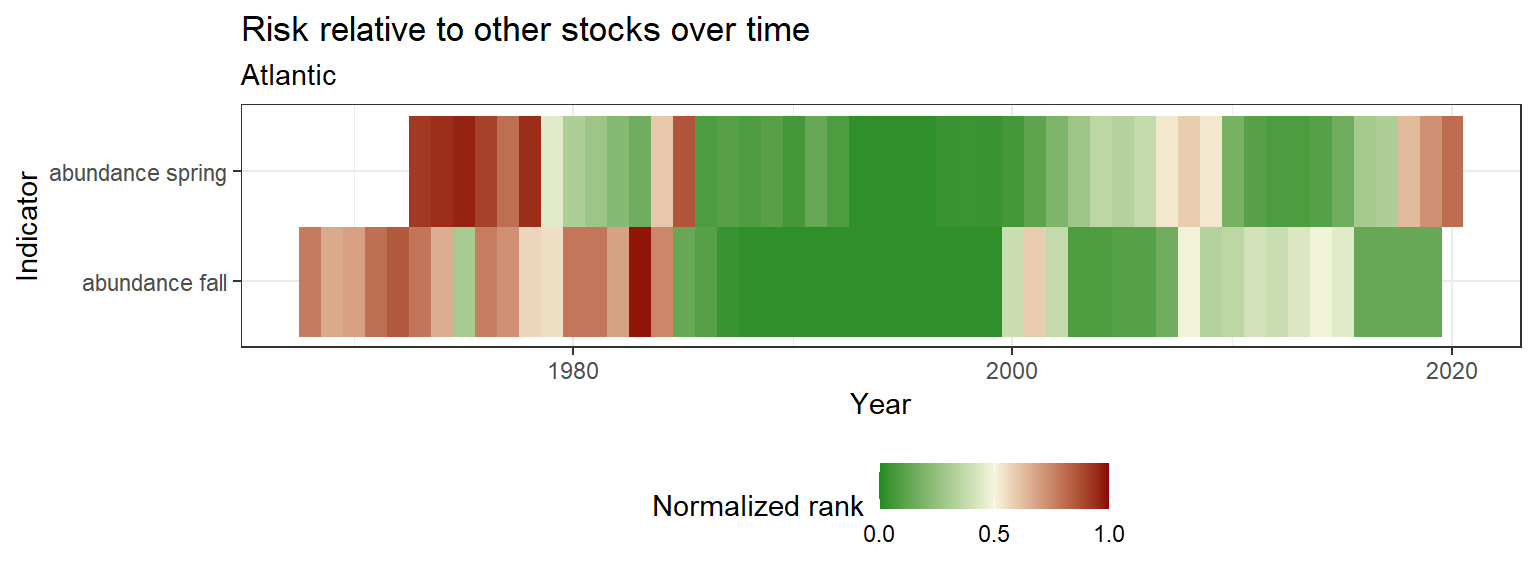 Risk relative to other stocks over time
Atlantic
Indicator
abundance spring
abundance fall
1980 2000 2020
Year
Normalized rank
0.0 0.5 1.0